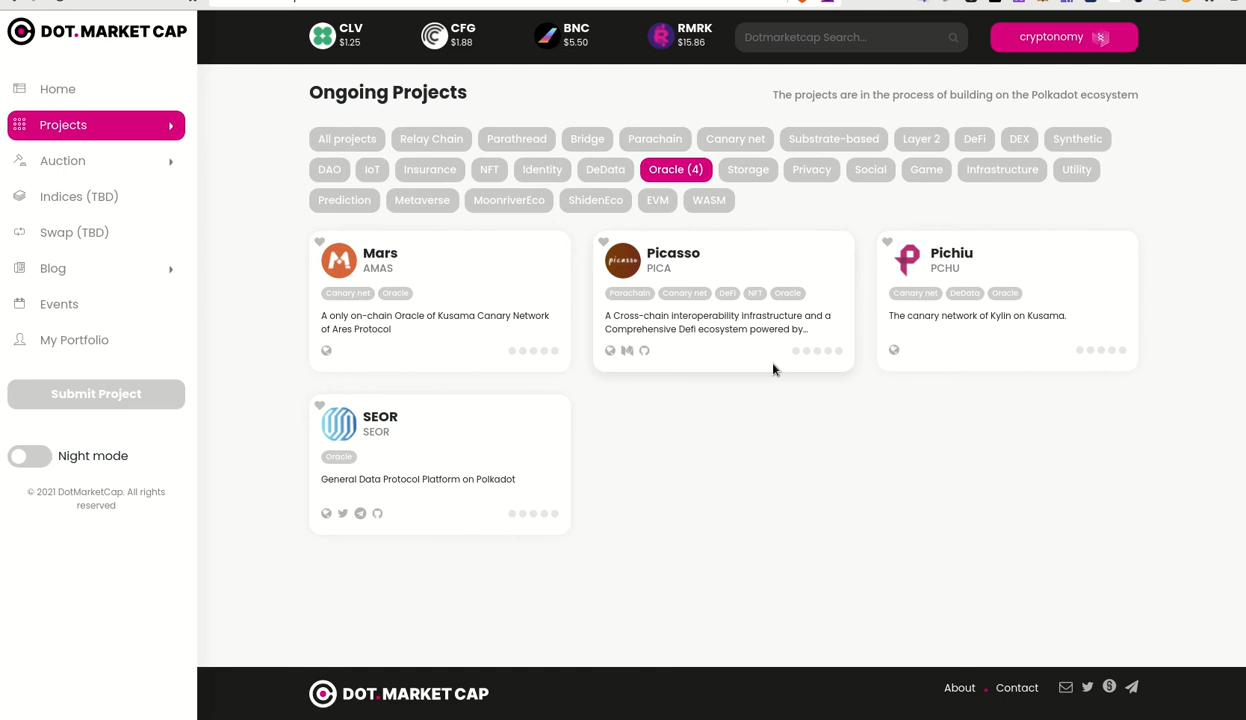 DOT.MARKET CAP
CLV
$1.25
CFG
$1.88
BNC
$5.50
RMRK
$15.86
Dotmarketcap Search...
cryptonomy
Home
Projects
Auction
Indices (TBD)
Swap (TBD)
Blog
Events
My Portfolio
Submit Project
Night mode
© 2021 DotMarketCap. All rights
reserved
Ongoing Projects
The projects are in the process of building on the Polkadot ecosystem
All projects Relay Chain Parathread Bridge Parachain Canary net Substrate-based Layer 2 DeFi DEX Synthetic
DAO IoT Insurance NFT Identity DeData Oracle (4) Storage Privacy Social Game Infrastructure Utility
Prediction Metaverse MoonriverEco ShidenEco EVM WASM
Mars
AMAS
Canary net Oracle
A only on-chain Oracle of Kusama Canary Network
of Ares Protocol
picasso
Picasso
PICA
Parachain Canary net DeFi NFT Oracle
A Cross-chain interoperability infrastructure and a
Comprehensive Defi ecosystem powered by...
Pichiu
PCHU
Canary net DeData Oracle
The canary network of Kylin on Kusama.
SEOR
SEOR
Oracle
General Data Protocol Platform on Polkadot
DOT.MARKET CAP
About Contact